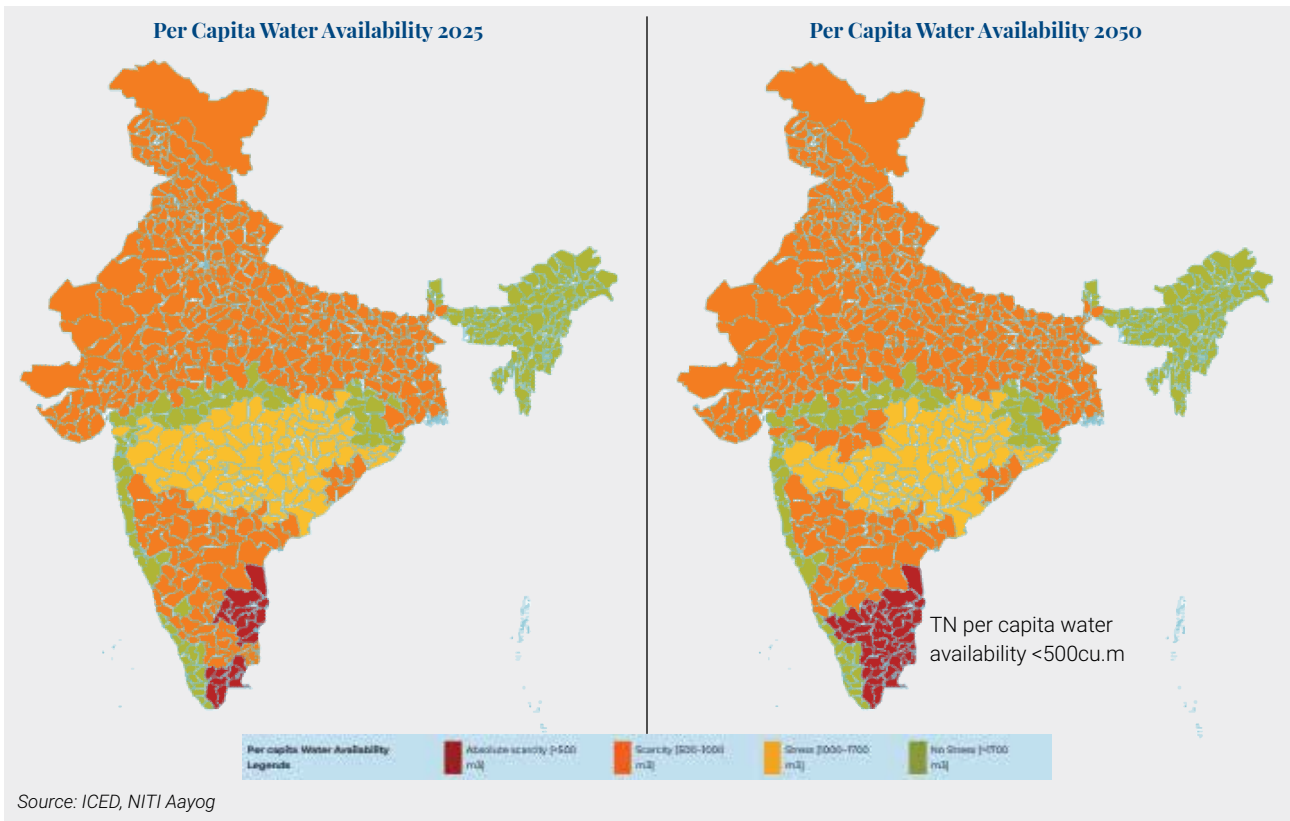 Per Capita Water Availability 2025
Per Capita Water Availability 2050
TN per capita water
availability <500cu.m
Per capita Water Availability
Legends
Absolute scarcity (<500
m3)
Scarcity (500-1000
m3)
Stress (1000-1700
m3)
No Stress (>1700
m3)
Source: ICED, NITI Aayog